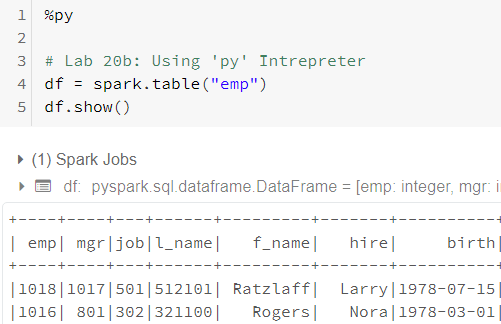 1 %py
2
3 # Lab 20b: Using 'py' Intrepreter
4 df = spark.table("emp")
5 df.show()
(1) Spark Jobs
df: pyspark.sql.dataframe.DataFrame = [emp: integer, mgr: i
+----+----+---+------+---------+-------+----------+
| emp| mgr|job|l_name| f_name| hire| birth|
+----+----+---+------+---------+-------+----------+
|1018|1017|501|512101| Ratzlaff| Larry|1978-07-15|
|1016| 801|302|321100| Rogers| Nora|1978-03-01|